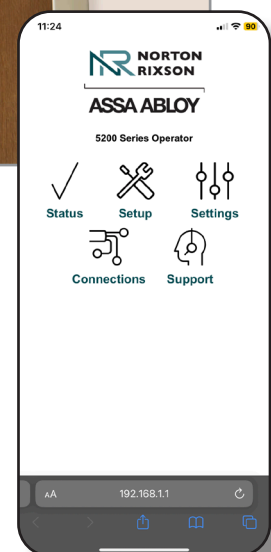 11:24
90
NORTON
RIXSON
ASSA ABLOY
5200 Series Operator
Status
Setup
Settings
Connections
Support
AA
192.168.1.1